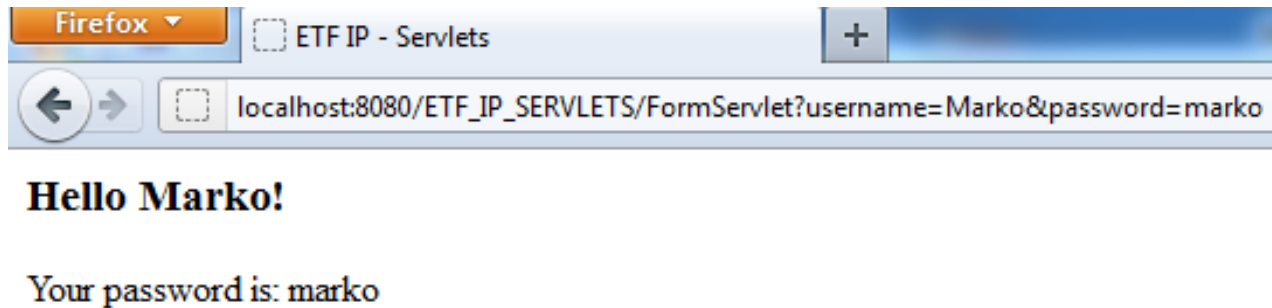 Firefox
ETF IP - Servlets
localhost:8080/ETF_IP_SERVLETS/FormServlet?username=Marko&password=marko
Hello Marko!
Your password is: marko